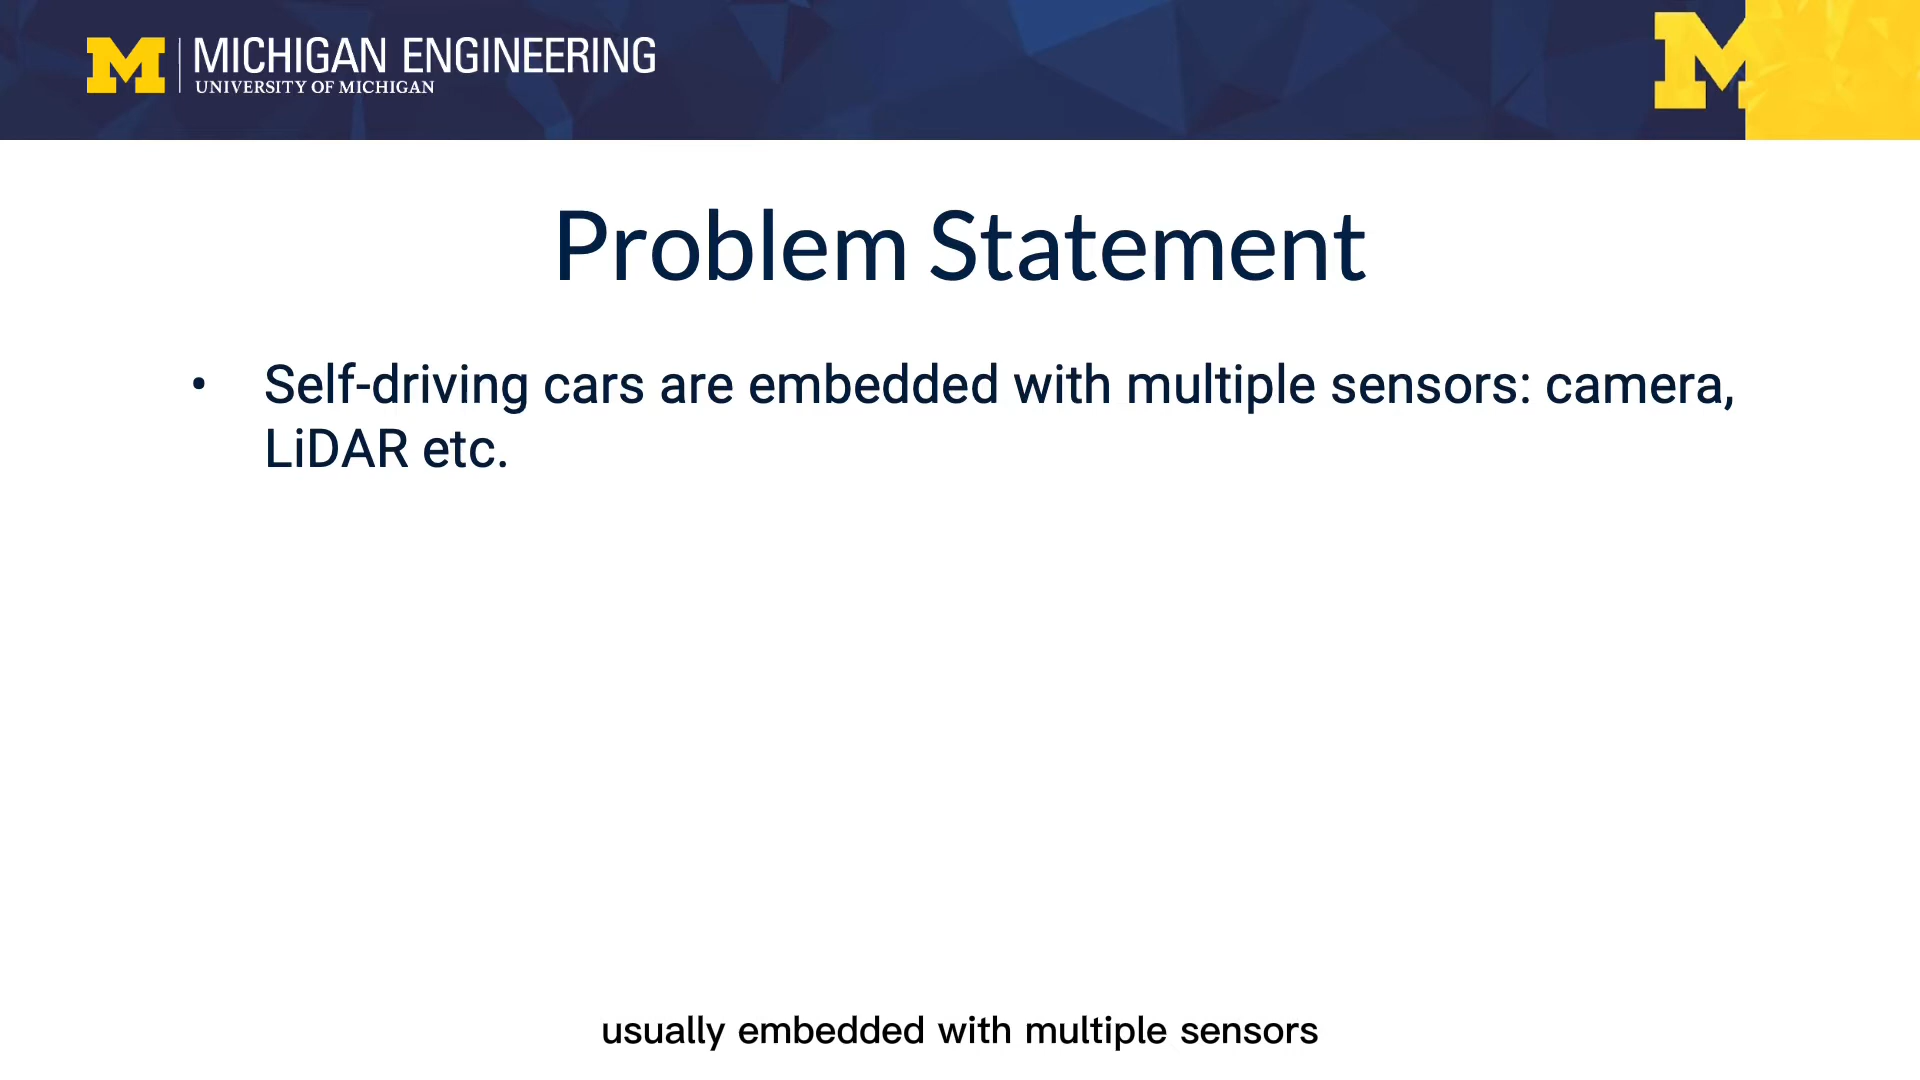 M
MICHIGAN ENGINEERING
UNIVERSITY OF MICHIGAN
M
Problem Statement
• Self-driving cars are embedded with multiple sensors: camera,
LiDAR etc.
usually embedded with multiple sensors